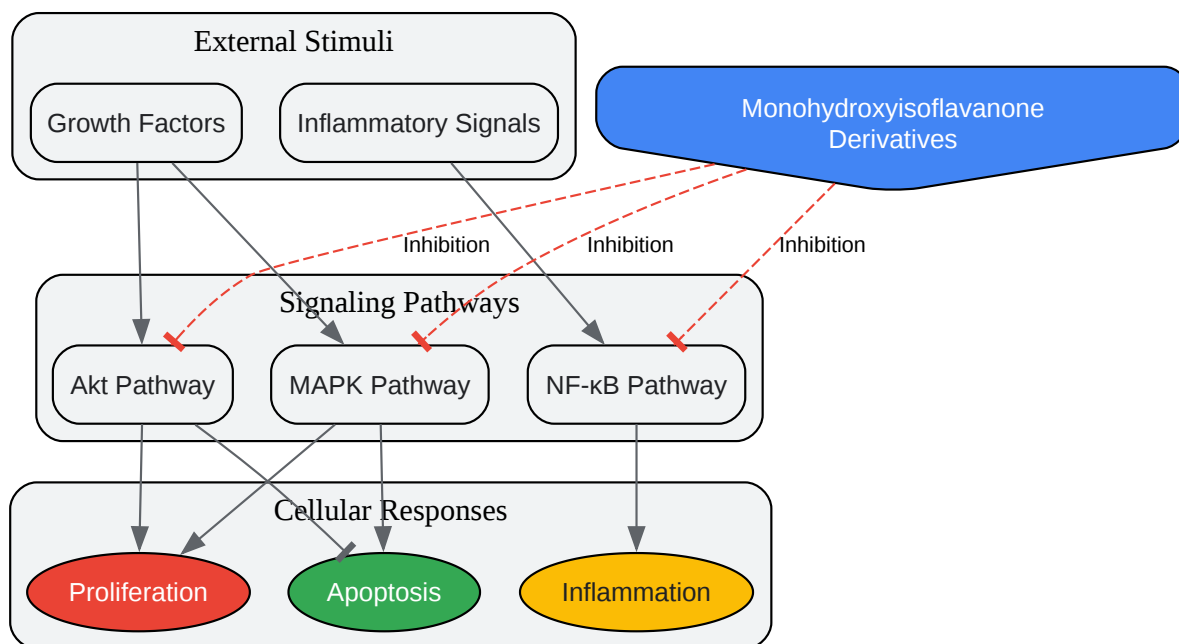 External Stimuli
Growth Factors
Inflammatory Signals
Monohydroxyisoflavanone
Derivatives
Inhibition
Inhibition
Inhibition
Signaling Pathways
Akt Pathway
MAPK Pathway
NF-κB Pathway
Cellular Responses
Proliferation
Apoptosis
Inflammation